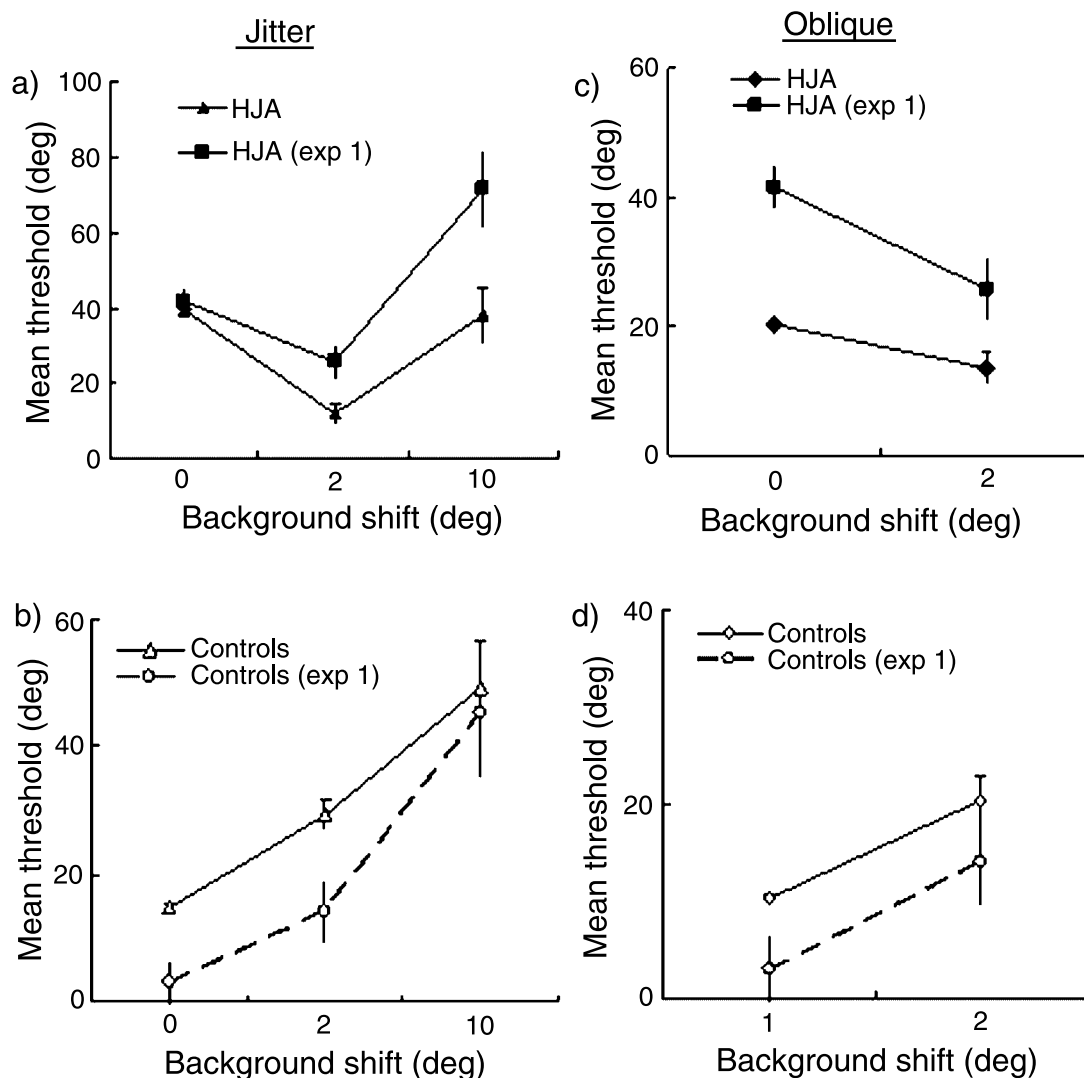 Jitter
a)
Mean threshold (deg)
100
80
60
40
20
0
HJA
HJA (exp 1)
0 2 10
Background shift (deg)
Oblique
c)
Mean threshold (deg)
60
40
20
0
HJA
HJA (exp 1)
0 2
Background shift (deg)
b)
Mean threshold (deg)
60
40
20
0
Controls
Controls (exp 1)
0 2 10
Background shift (deg)
d)
Mean threshold (deg)
40
20
0
Controls
Controls (exp 1)
1 2
Background shift (deg)